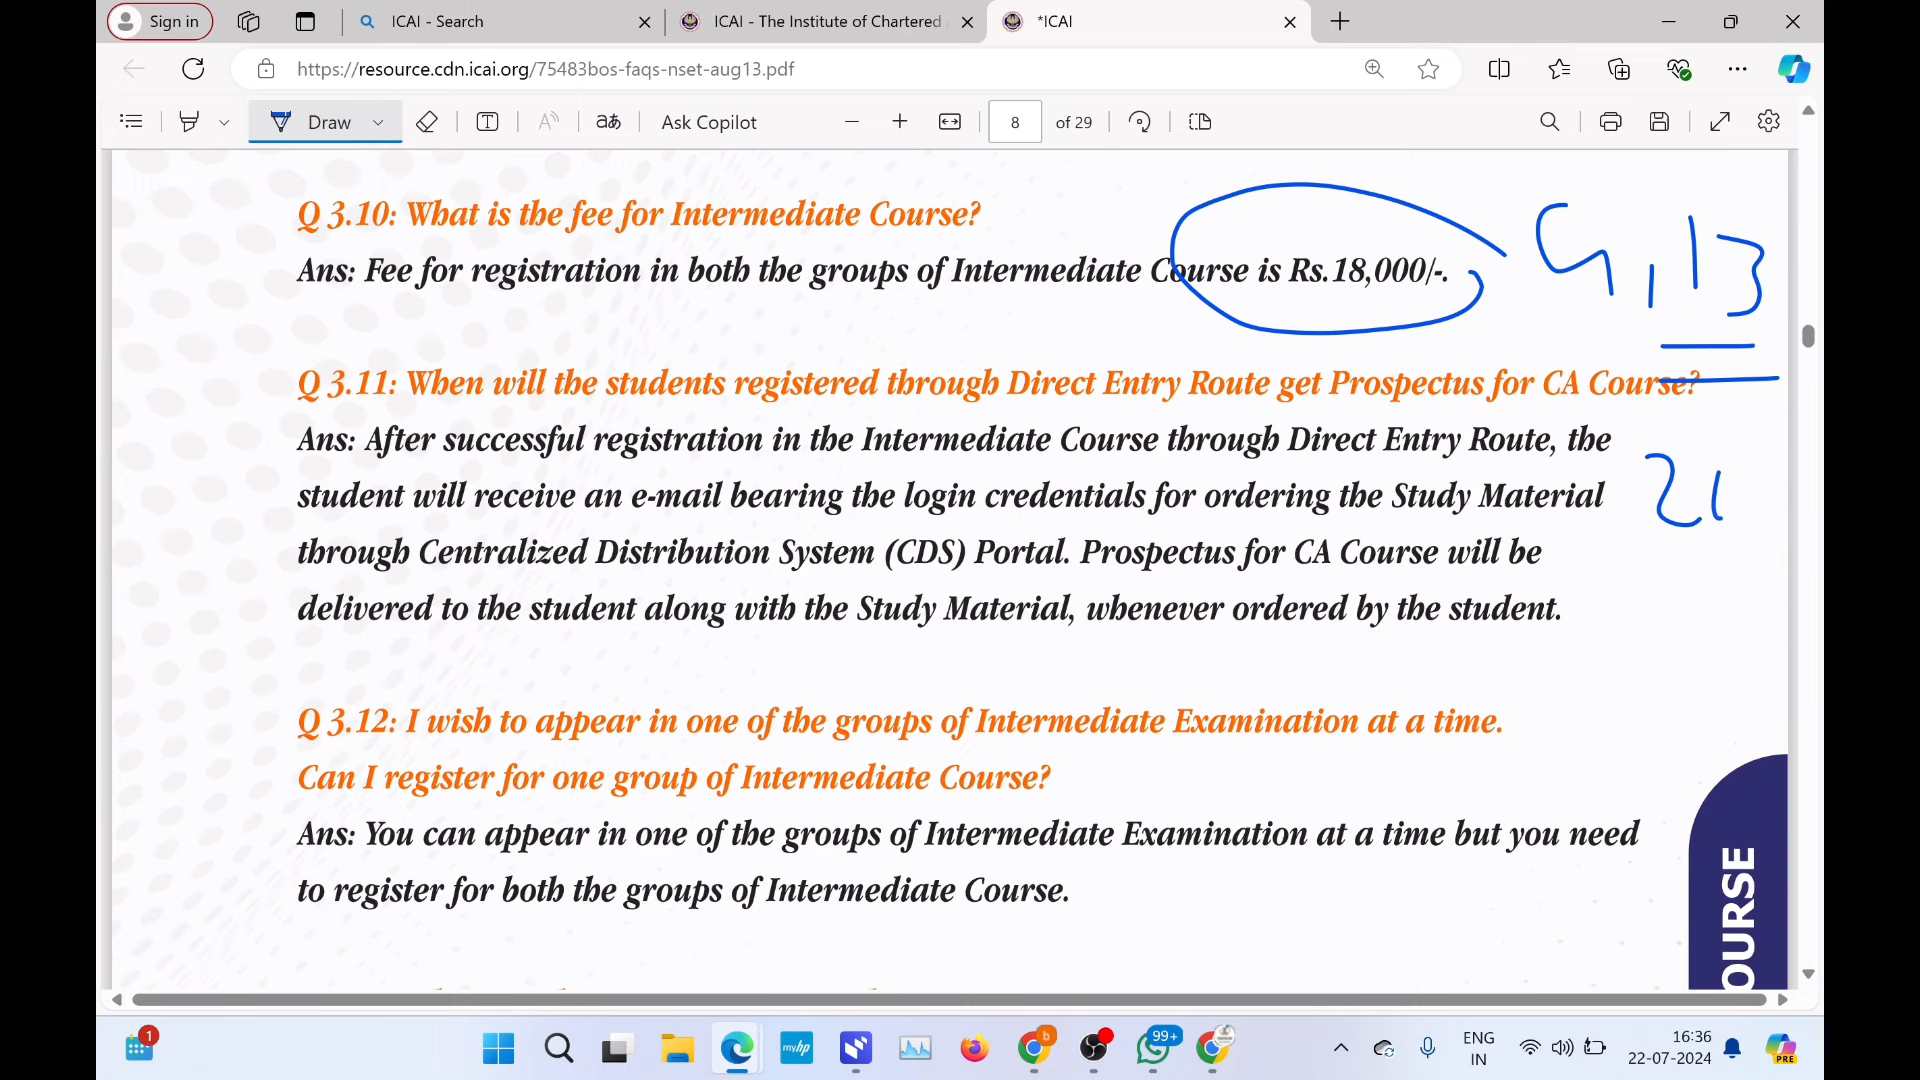 Sign in
ICAI - Search
ICAI - The Institute of Chartered
*ICAI
https://resource.cdn.icai.org/75483bos-faqs-nset-aug13.pdf
Draw
Ask Copilot
8 of 29
Q 3.10: What is the fee for Intermediate Course?
Ans: Fee for registration in both the groups of Intermediate Course is Rs.18,000/-.
Q 3.11: When will the students registered through Direct Entry Route get Prospectus for CA Course?
Ans: After successful registration in the Intermediate Course through Direct Entry Route, the
student will receive an e-mail bearing the login credentials for ordering the Study Material
21
through Centralized Distribution System (CDS) Portal. Prospectus for CA Course will be
delivered to the student along with the Study Material, whenever ordered by the student.
Q 3.12: I wish to appear in one of the groups of Intermediate Examination at a time.
Can I register for one group of Intermediate Course?
Ans: You can appear in one of the groups of Intermediate Examination at a time but you need
to register for both the groups of Intermediate Course.
OURSE
1
myhp
b
99+
ENG
IN
16:36
22-07-2024
PRE